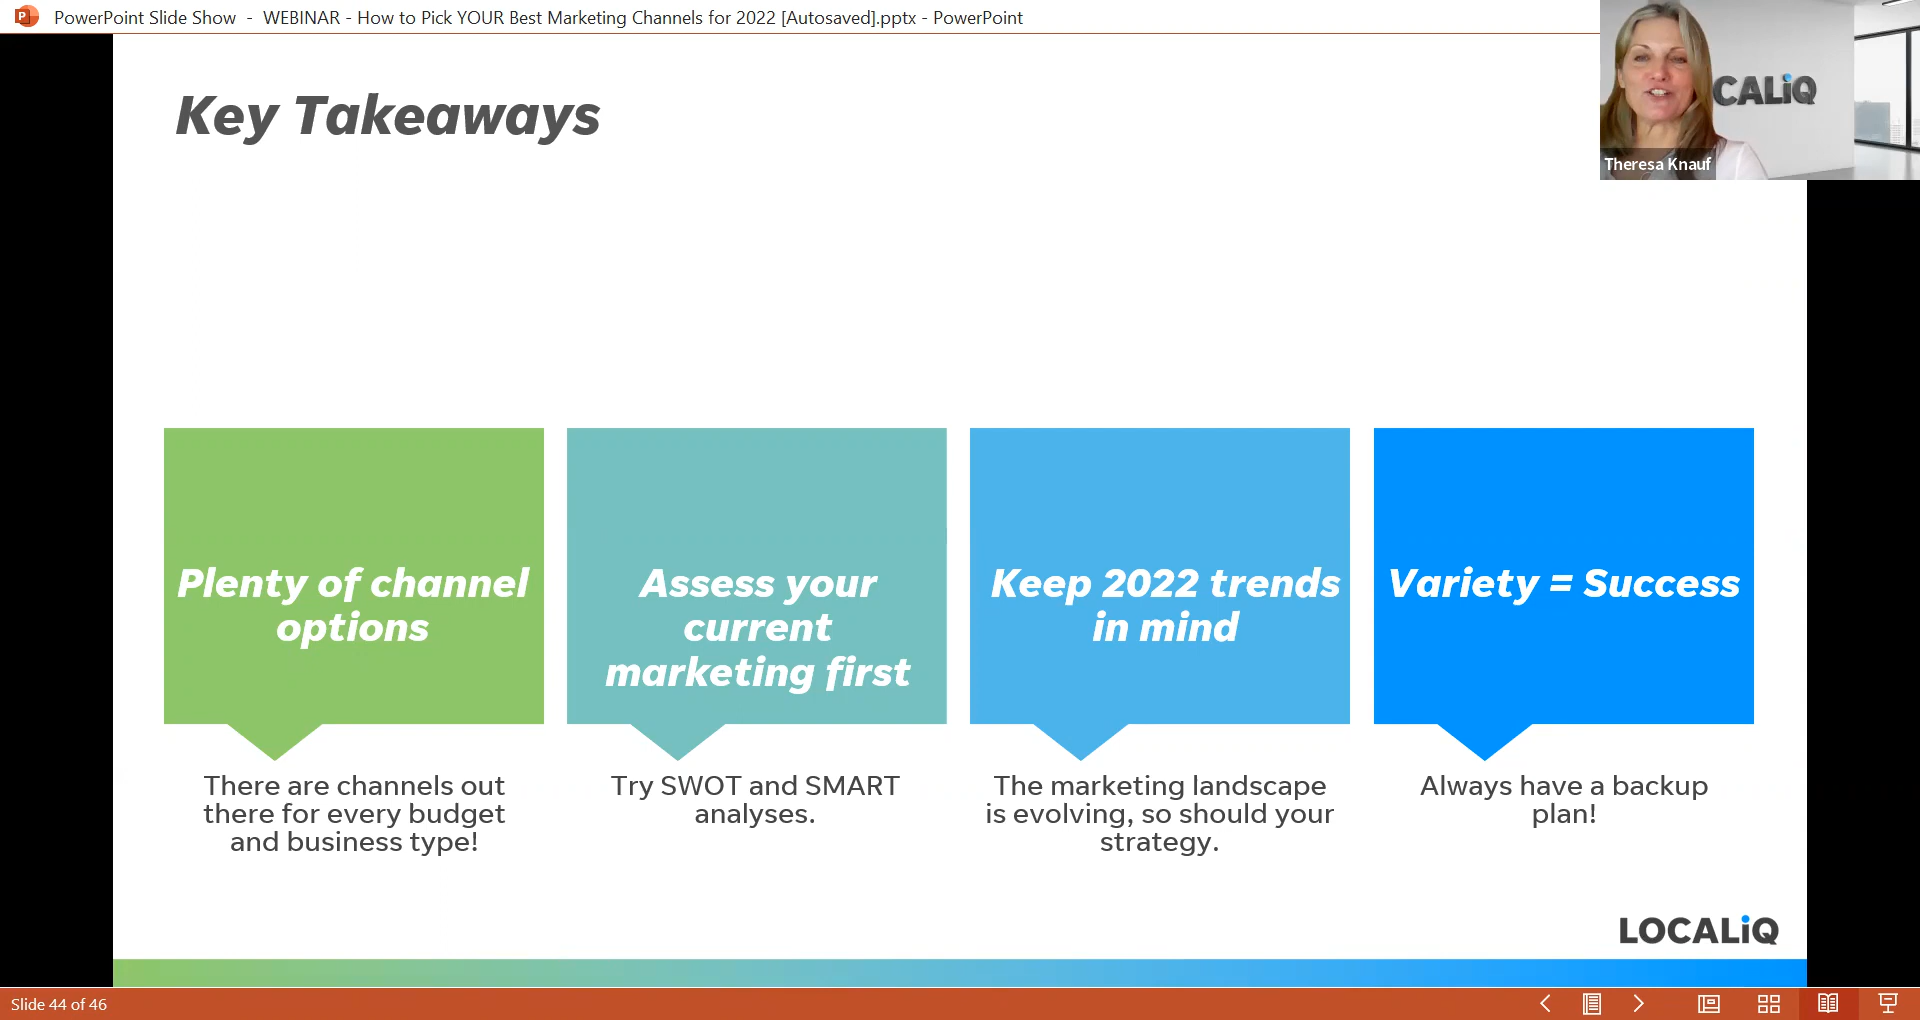 PowerPoint Slide Show - WEBINAR - How to Pick YOUR Best Marketing Channels for 2022 [Autosaved].pptx - PowerPoint
CALiQ
Theresa Knauf
Key Takeaways
Plenty of channel
options
There are channels out
there for every budget
and business type!
Assess your
current
marketing first
Try SWOT and SMART
analyses.
Keep 2022 trends
in mind
The marketing landscape
is evolving, so should your
strategy.
Variety = Success
Always have a backup
plan!
LOCALiQ
Slide 44 of 46